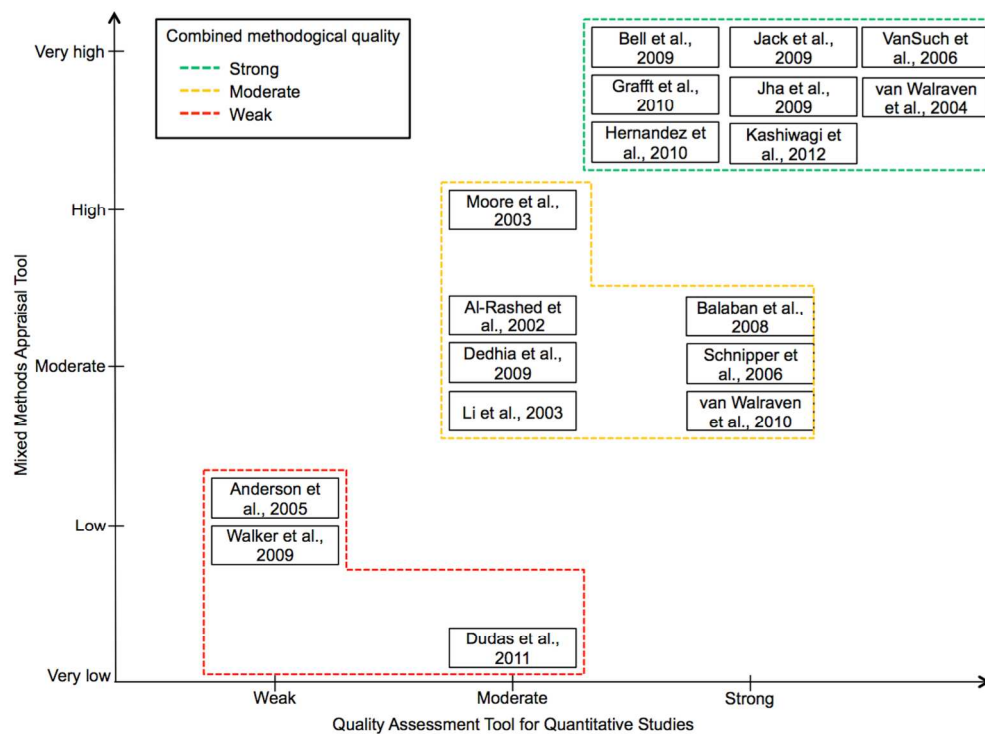 Combined methodogical quality
Strong
Moderate
Weak
Very high
High
Moderate
Low
Very low
Mixed Methods Appraisal Tool
Bell et al.,
2009
Jack et al.,
2009
VanSuch et
al., 2006
Grafft et al.,
2010
Jha et al.,
2009
van Walraven
et al., 2004
Hernandez et
al., 2010
Kashiwagi et
al., 2012
Moore et al.,
2003
Al-Rashed et
al., 2002
Balaban et al.,
2008
Dedhia et al.,
2009
Schnipper et
al., 2006
Li et al., 2003
van Walraven
et al., 2010
Anderson et
al., 2005
Walker et al.,
2009
Dudas et al.,
2011
Weak
Moderate
Strong
Quality Assessment Tool for Quantitative Studies